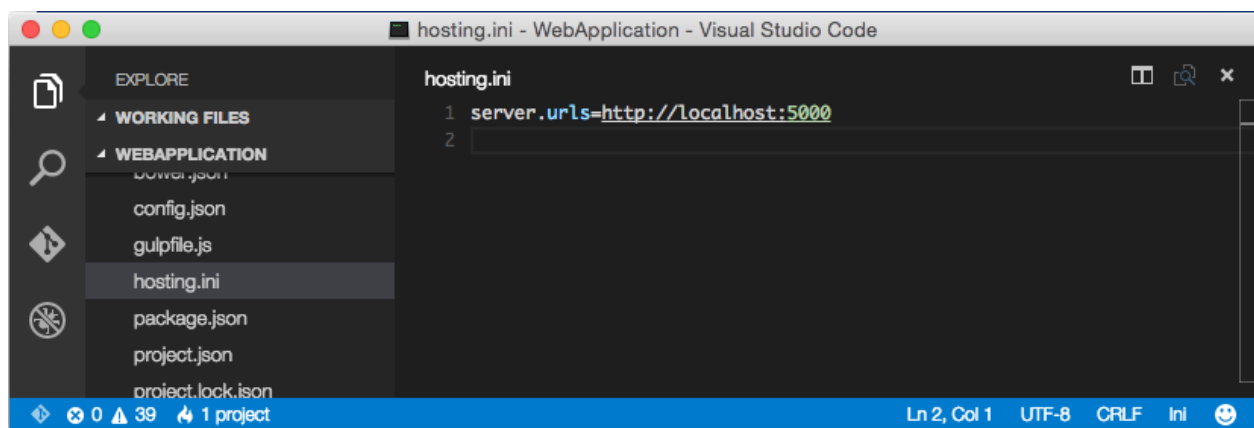 hosting.ini - WebApplication - Visual Studio Code
EXPLORE
WORKING FILES
WEBAPPLICATION
bower.json
config.json
gulpfile.js
hosting.ini
package.json
project.json
project.lock.json
hosting.ini
1 server.urls=http://localhost:5000
2
0 39 1 project
Ln 2, Col 1 UTF-8 CRLF Ini